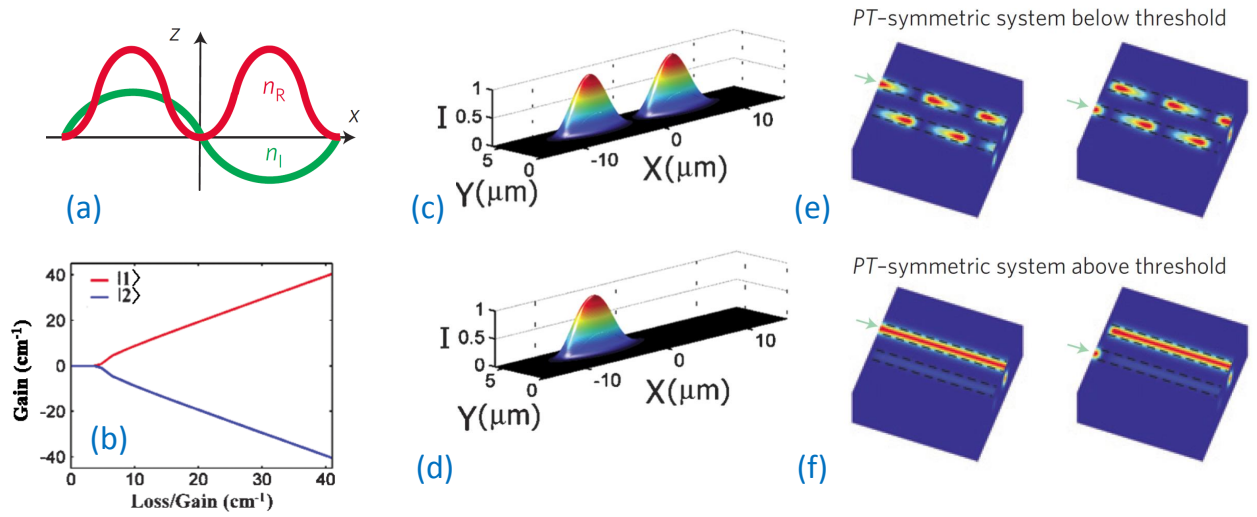 (a)
z
x
n_R
n_I
(b)
Gain (cm⁻¹)
40
20
0
-20
-40
|1⟩
|2⟩
0
10
20
30
40
Loss/Gain (cm⁻¹)
(c)
I
1
0.5
0
5
0
Y(μm)
-10
0
10
X(μm)
(d)
I
1
0.5
0
5
0
Y(μm)
-10
0
10
X(μm)
PT–symmetric system below threshold
(e)
PT–symmetric system above threshold
(f)